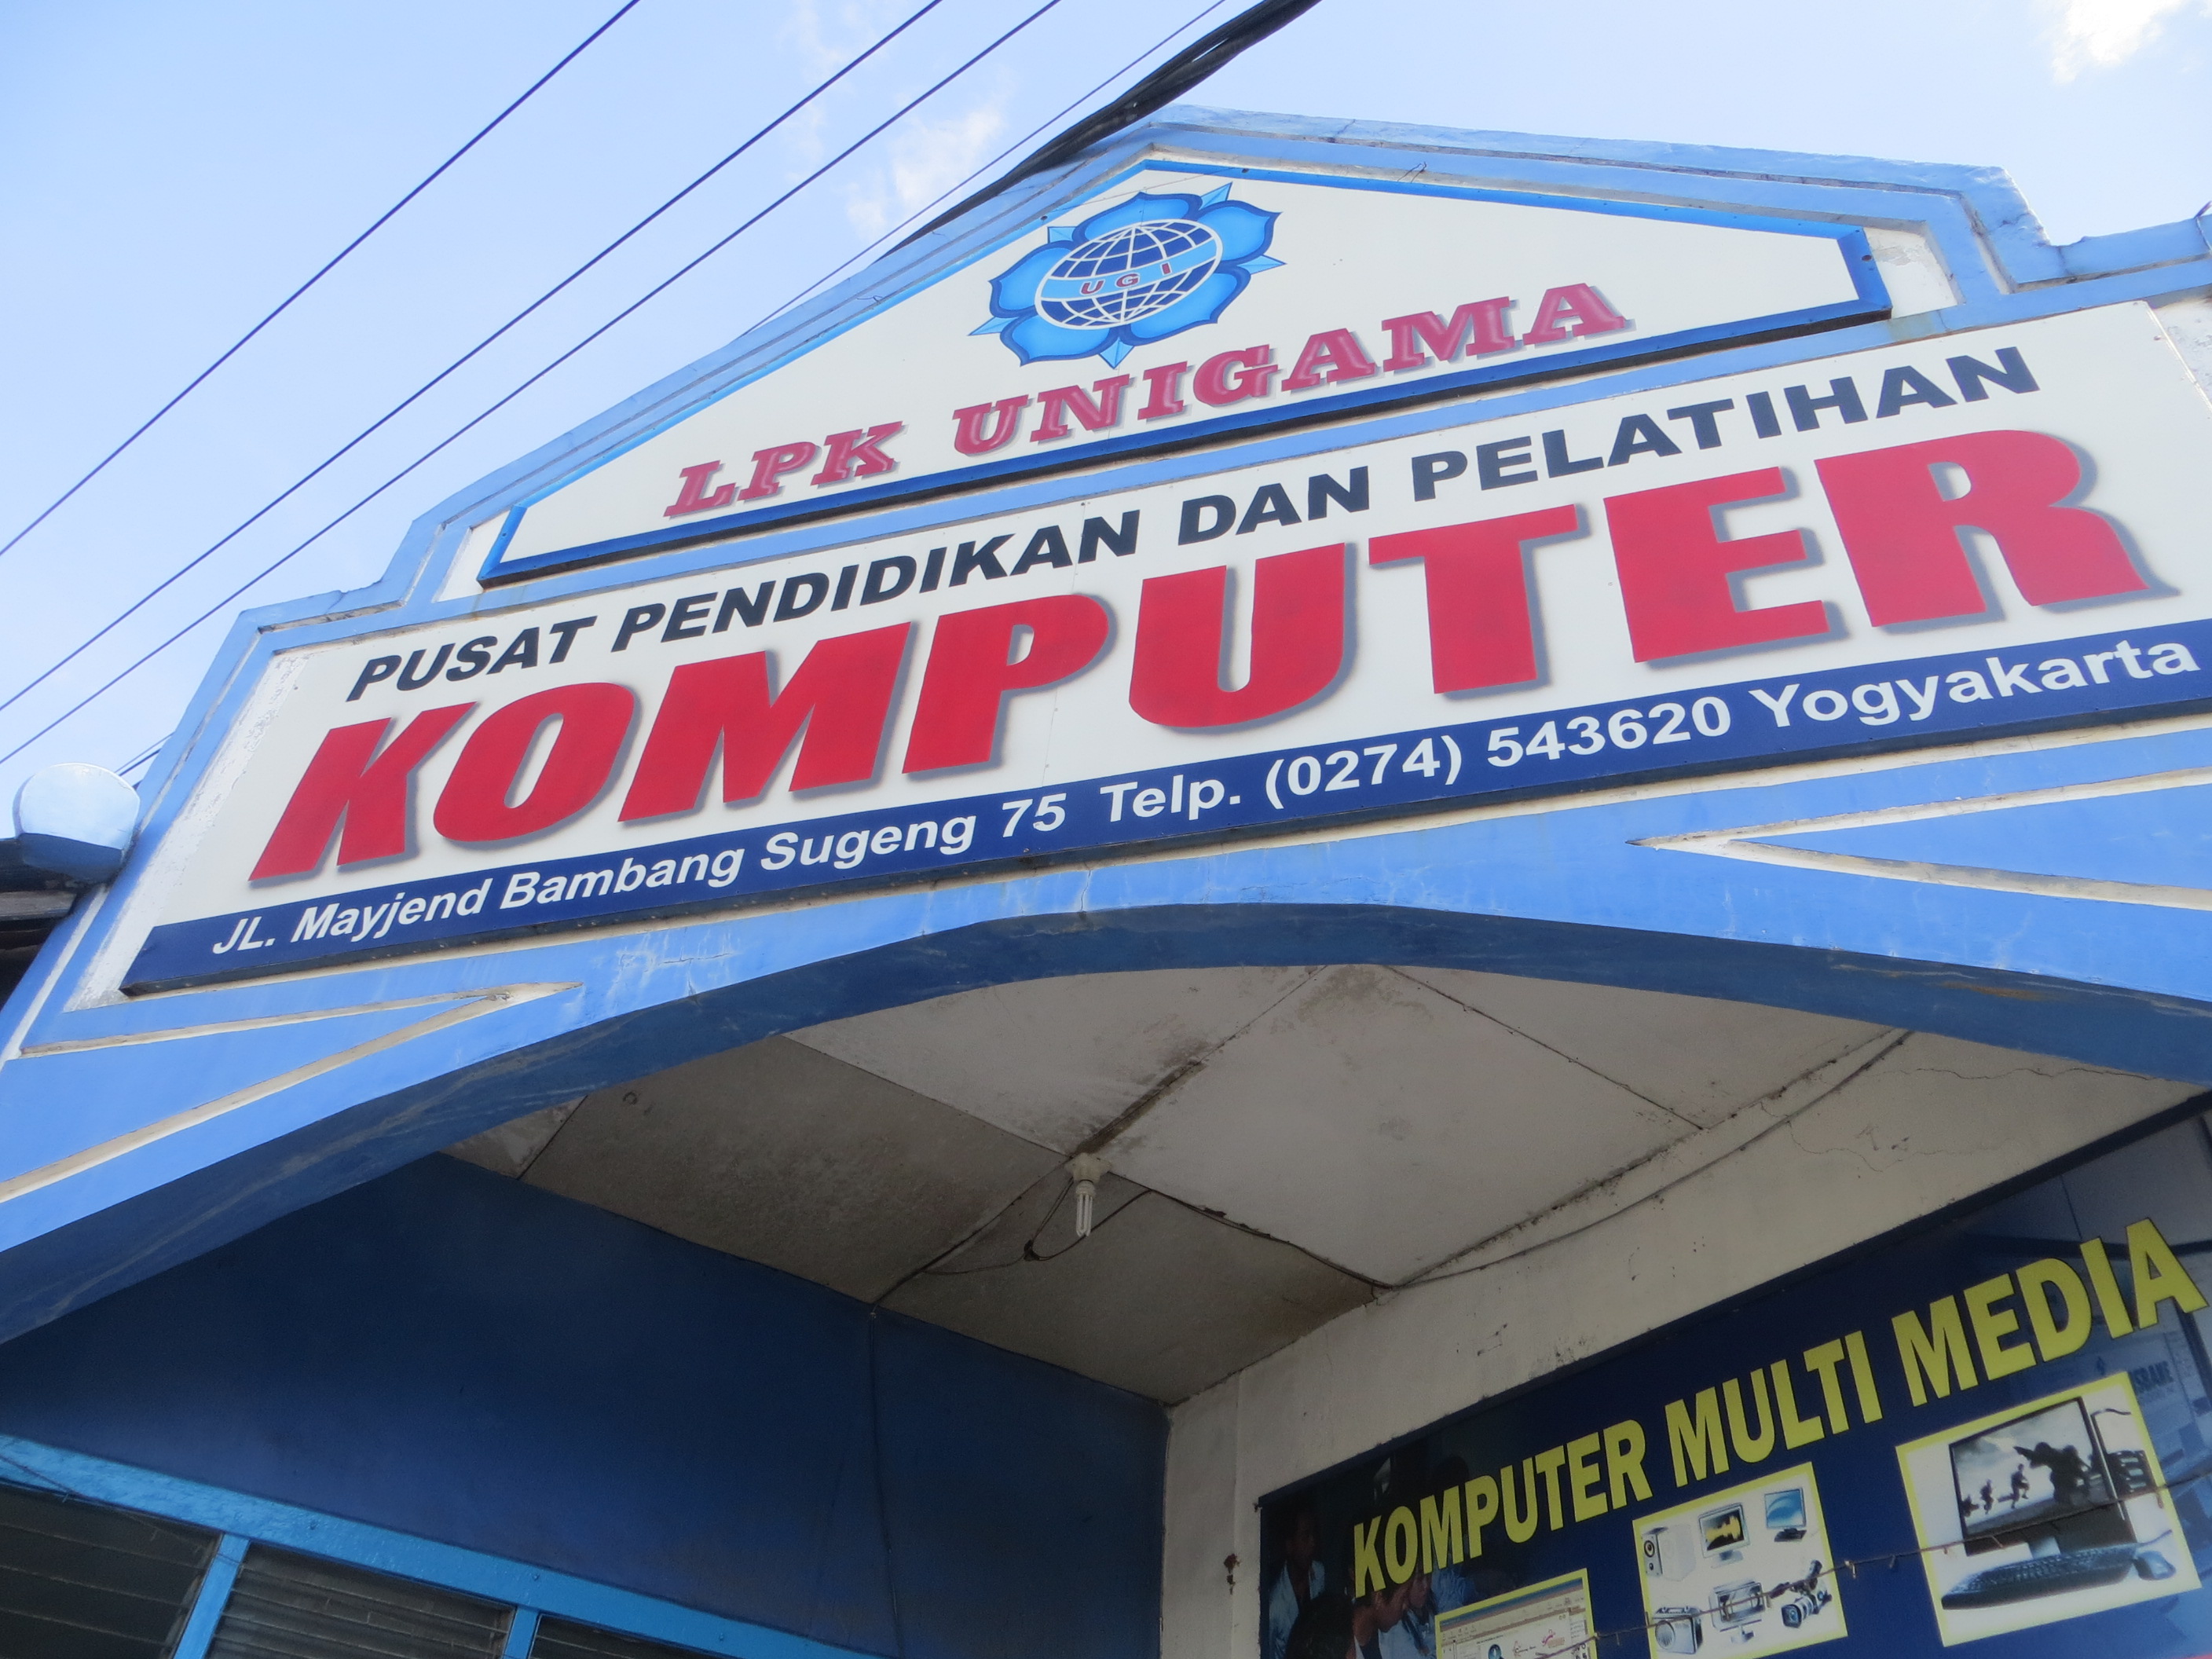 UGI
LPK UNIGAMA
PUSAT PENDIDIKAN DAN PELATIHAN
KOMPUTER
JL. Mayjend Bambang Sugeng 75 Telp. (0274) 543620 Yogyakarta
KOMPUTER MULTI MEDIA